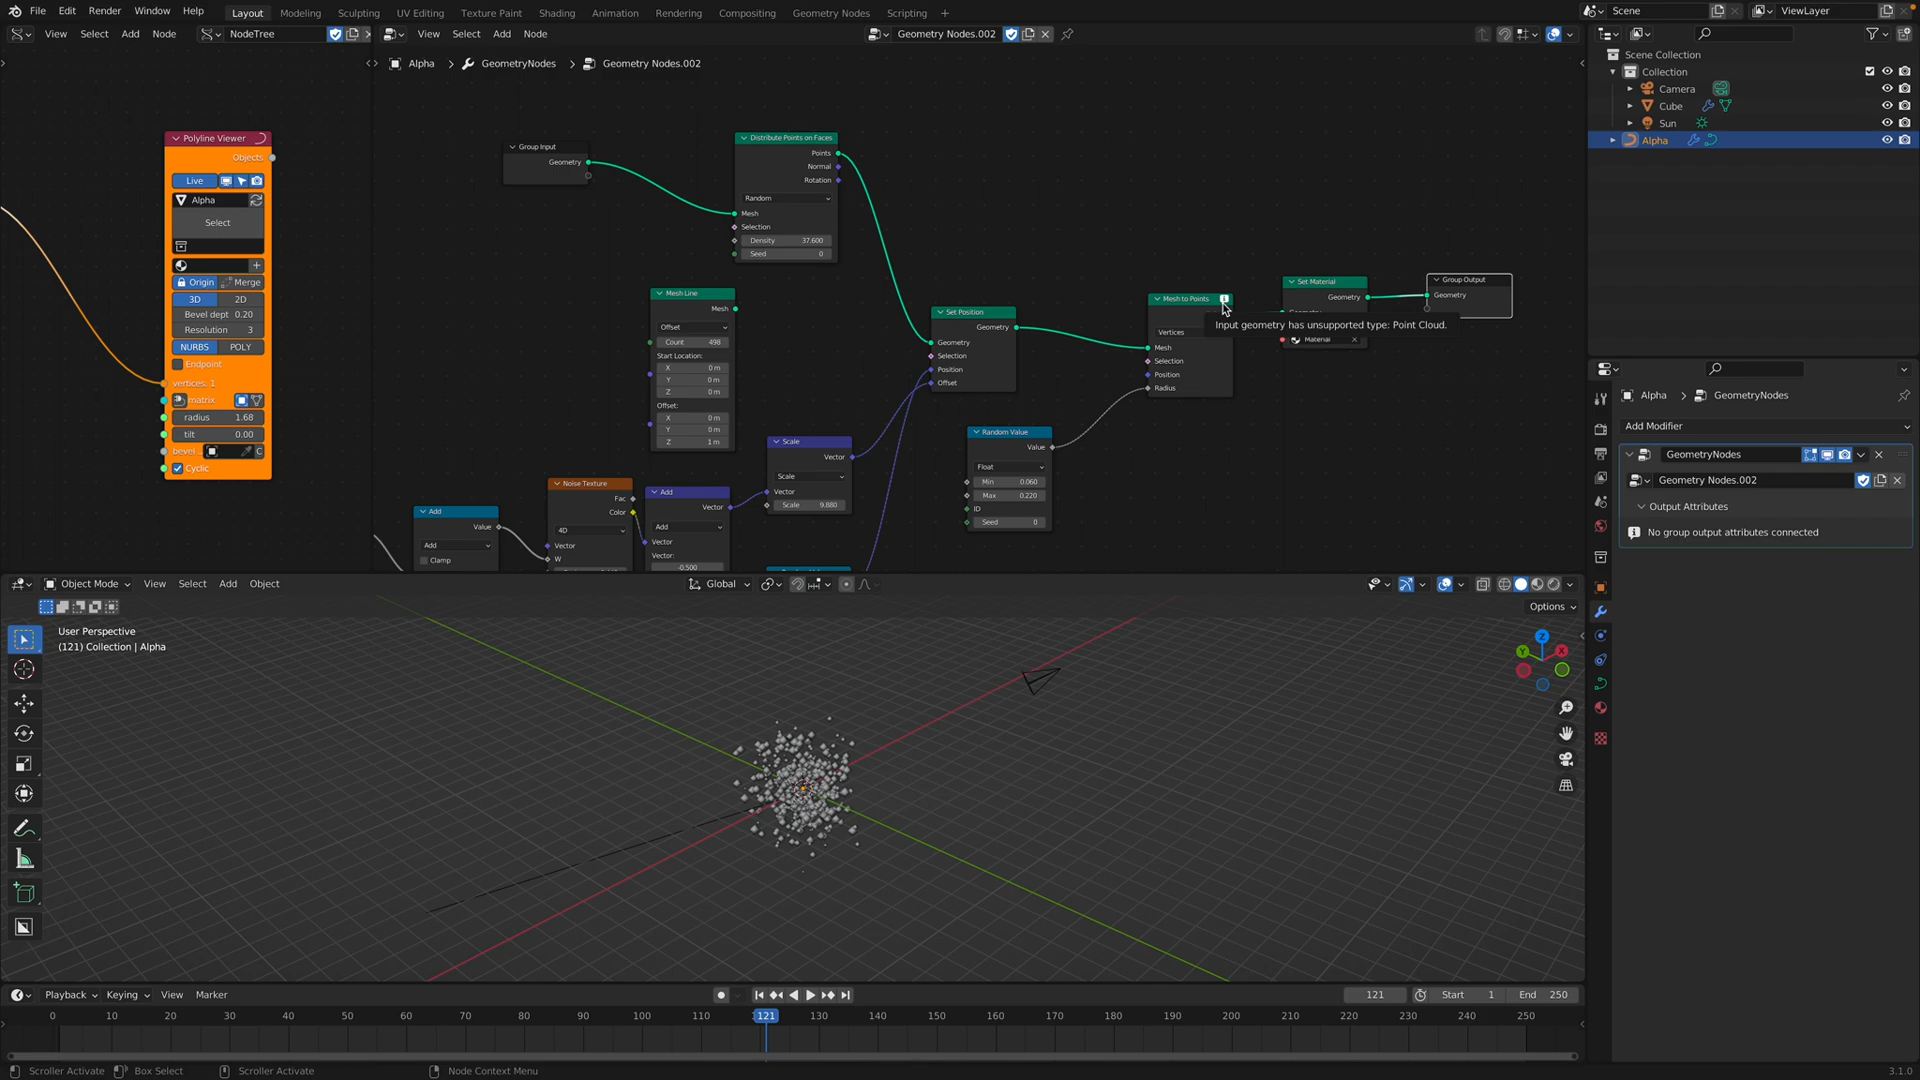 File Edit Render Window Help Layout Modeling Sculpting UV Editing Texture Paint Shading Animation Rendering Compositing Geometry Nodes Scripting + Scene ViewLayer
View Select Add Node NodeTree View Select Add Node Geometry Nodes.002
Alpha > GeometryNodes > Geometry Nodes.002
Polyline Viewer
Objects
Live
Alpha
Select
Origin Merge
3D 2D
Bevel dept 0.20
Resolution 3
NURBS POLY
Endpoint
vertices. 1
matrix
radius 1.68
tilt 0.00
bevel C
Cyclic
Group Input
Geometry
Distribute Points on Faces
Points
Normal
Rotation
Random
Mesh
Selection
Density 37.600
Seed 0
Mesh Line
Mesh
Offset
Count 498
Start Location:
X 0 m
Y 0 m
Z 0 m
Offset:
X 0 m
Y 0 m
Z 1 m
Set Position
Geometry
Geometry
Selection
Position
Offset
Mesh to Points
Vertices
Mesh
Selection
Position
Radius
Input geometry has unsupported type: Point Cloud.
Set Material
Geometry
Material
Group Output
Geometry
Scale
Vector
Scale
Vector
Scale 9.880
Random Value
Value
Float
Min 0.060
Max 0.220
ID
Seed 0
Noise Texture
Fac
Color
4D
Vector
W
Add
Vector
Add
Vector
Vector:
-0.500
Add
Value
Add
Clamp
Scene Collection
Collection
Camera
Cube
Sun
Alpha
Alpha > GeometryNodes
Add Modifier
GeometryNodes
Geometry Nodes.002
Output Attributes
No group output attributes connected
Object Mode View Select Add Object Global
Options
User Perspective
(121) Collection | Alpha
Z
Y
X
Playback Keying View Marker 121 Start 1 End 250
0 10 20 30 40 50 60 70 80 90 100 110 121 130 140 150 160 170 180 190 200 210 220 230 240 250
Scroller Activate Box Select Scroller Activate Node Context Menu 3.1.0